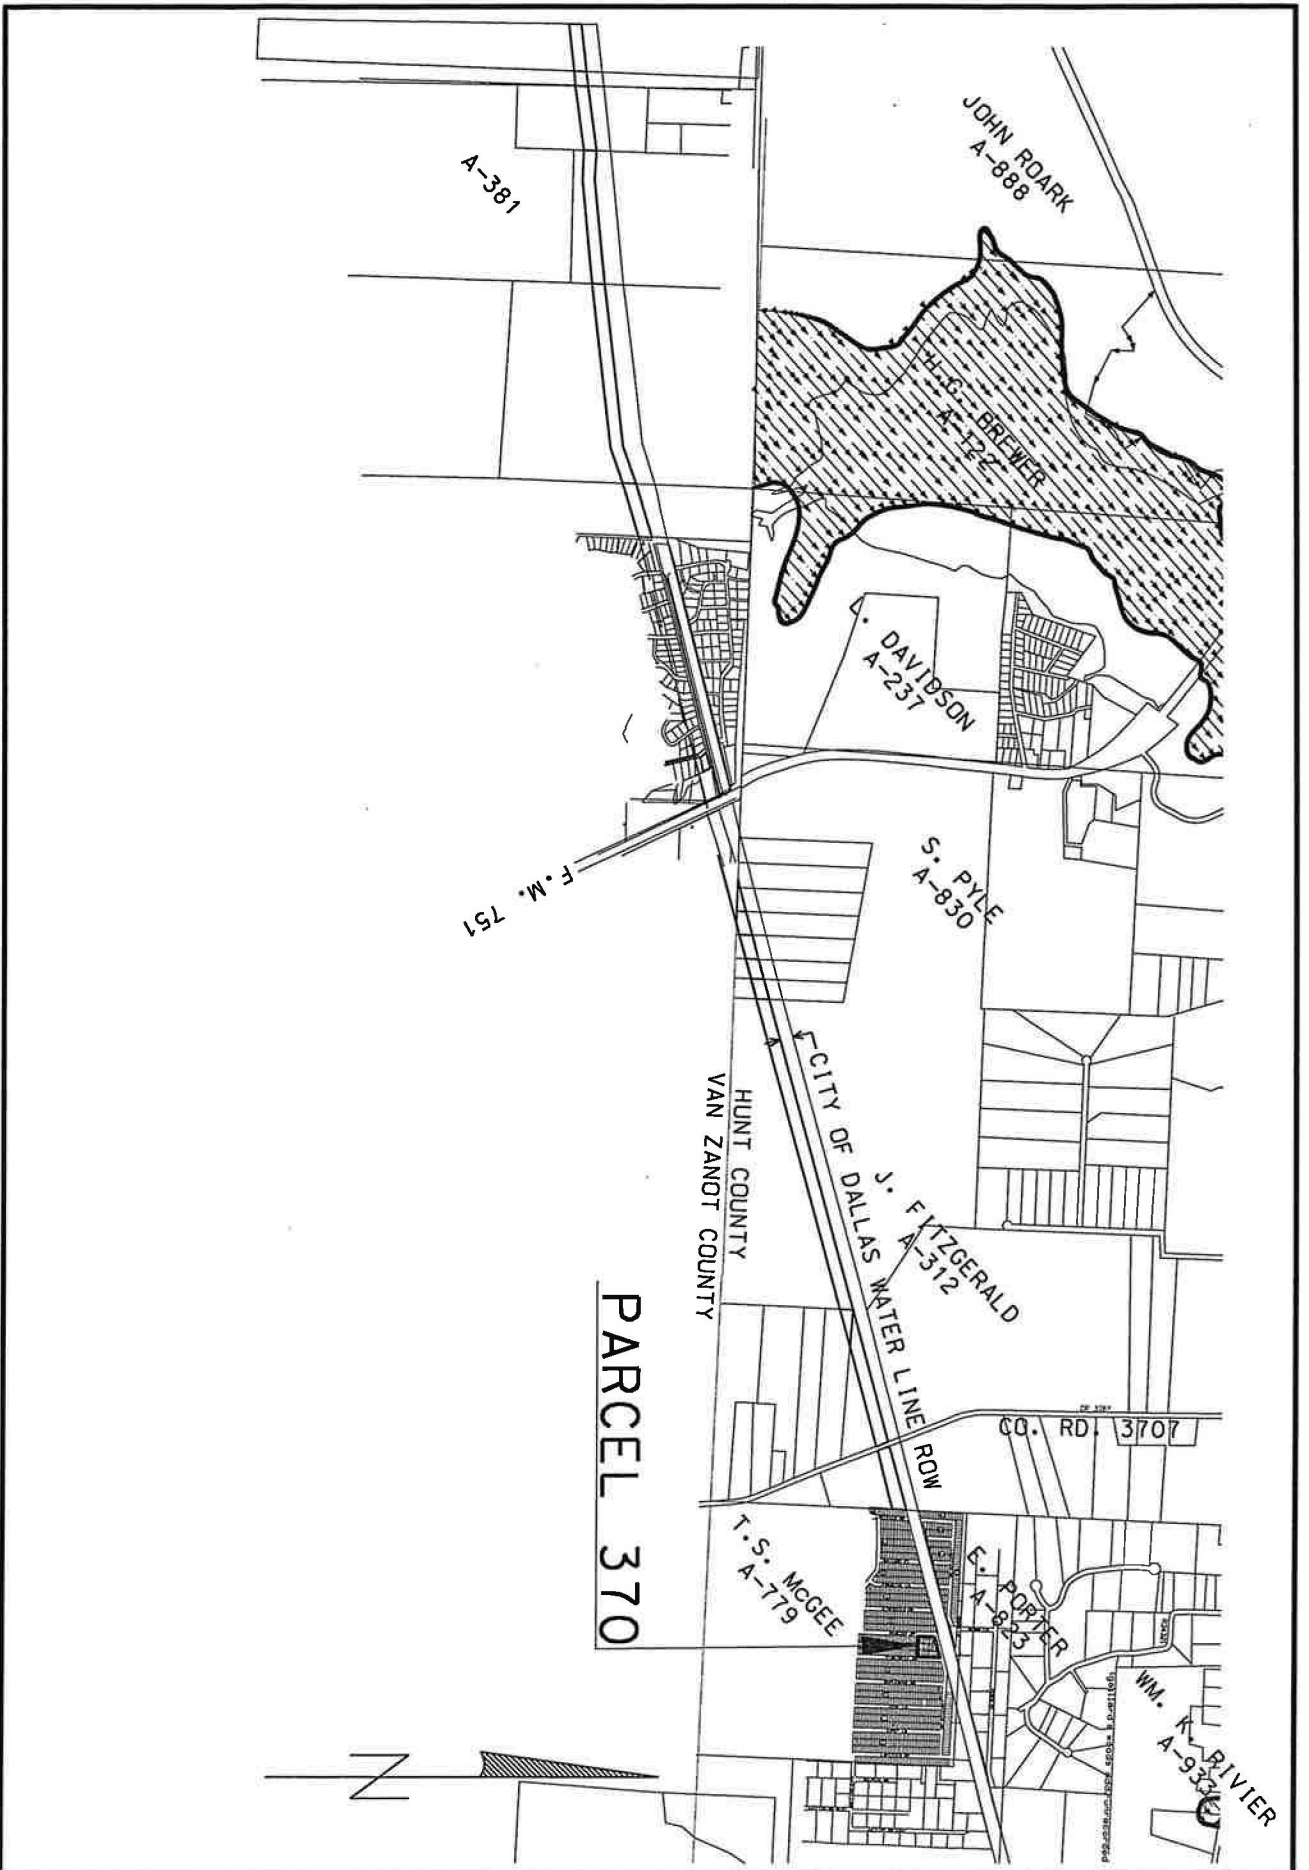 JOHN ROARK
A-888
A-381
H.G. BREWER
A-122
DAVIDSON
A-237
S. PYLE
A-830
F.M. 751
CITY OF DALLAS WATER LINE ROW
HUNT COUNTY
VAN ZANDT COUNTY
J. FITZGERALD
A-312
CO. RD. 3707
PARCEL 370
T.S. McGEE
A-779
E. PORTER
A-823
WM. K. RIVIER
A-933
N